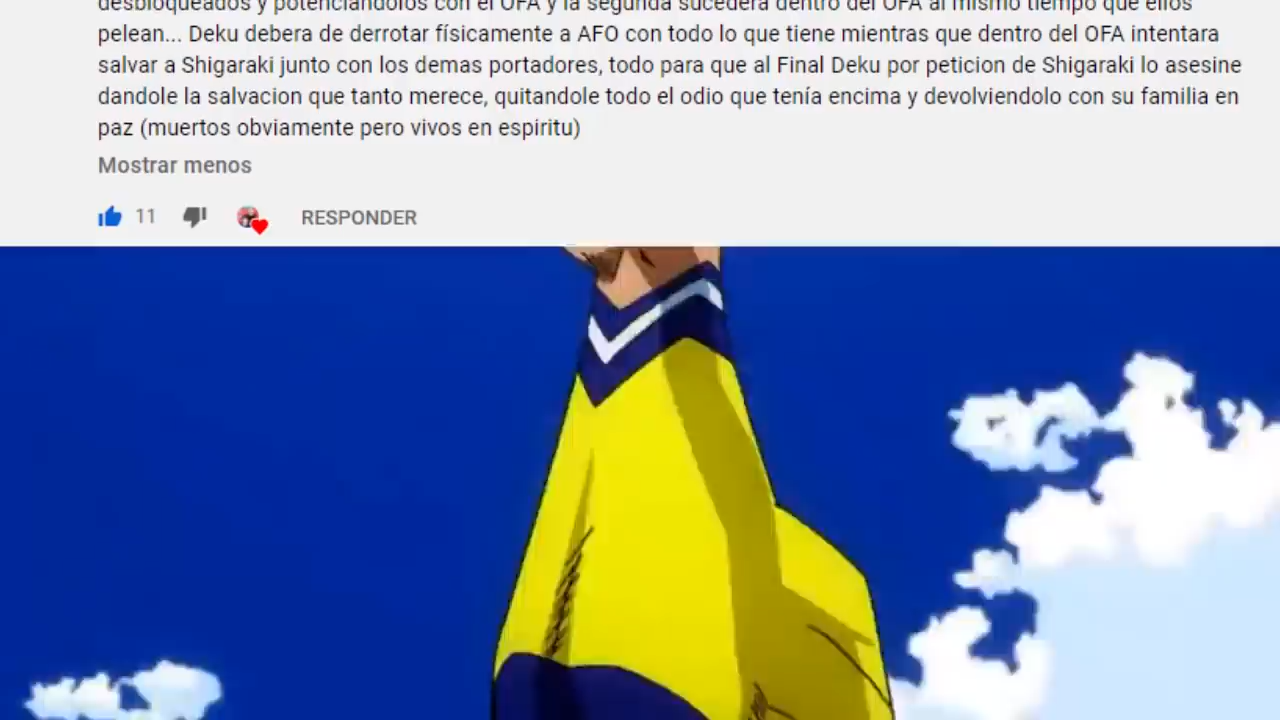 desbloqueados y potenciandolos con el OFA y la segunda sucedera dentro del OFA al mismo tiempo que ellos
pelean... Deku debera de derrotar físicamente a AFO con todo lo que tiene mientras que dentro del OFA intentara
salvar a Shigaraki junto con los demas portadores, todo para que al Final Deku por peticion de Shigaraki lo asesine
dandole la salvacion que tanto merece, quitandole todo el odio que tenía encima y devolviendolo con su familia en
paz (muertos obviamente pero vivos en espiritu)
Mostrar menos
11
RESPONDER